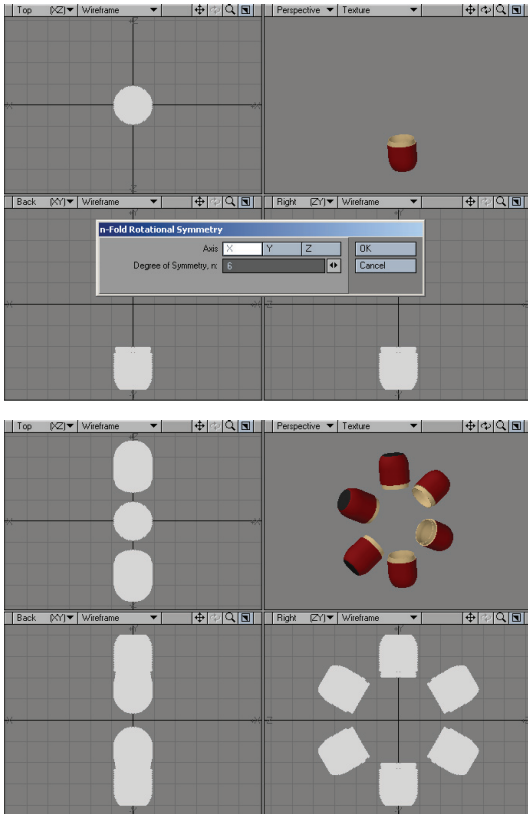 Top (XZ) Wireframe Perspective Texture
Back (XY) Wireframe Right (ZY) Wireframe
n-Fold Rotational Symmetry
Axis X Y Z OK
Degree of Symmetry, n: 6 Cancel
Top (XZ) Wireframe Perspective Texture
Back (XY) Wireframe Right (ZY) Wireframe